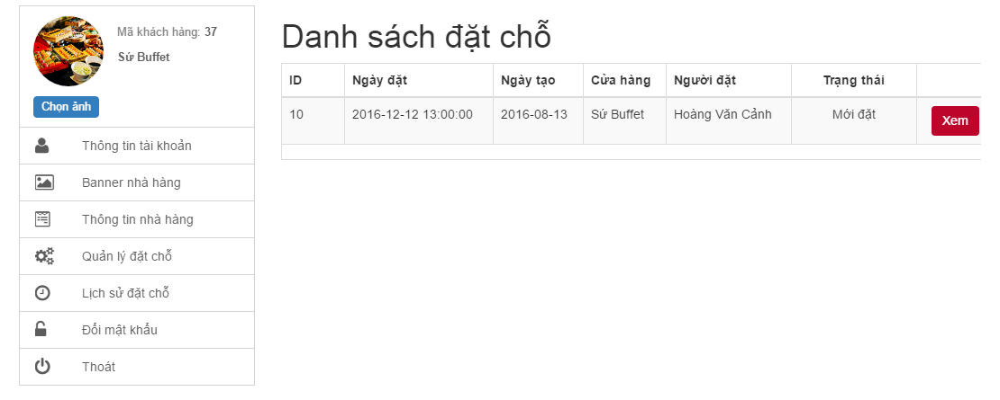 Mã khách hàng: 37
Sứ Buffet
Chọn ảnh
Thông tin tài khoản
Banner nhà hàng
Thông tin nhà hàng
Quản lý đặt chỗ
Lịch sử đặt chỗ
Đổi mật khẩu
Thoát
Danh sách đặt chỗ
ID Ngày đặt Ngày tạo Cửa hàng Người đặt Trạng thái
10 2016-12-12 13:00:00 2016-08-13 Sứ Buffet Hoàng Văn Cảnh Mới đặt Xem